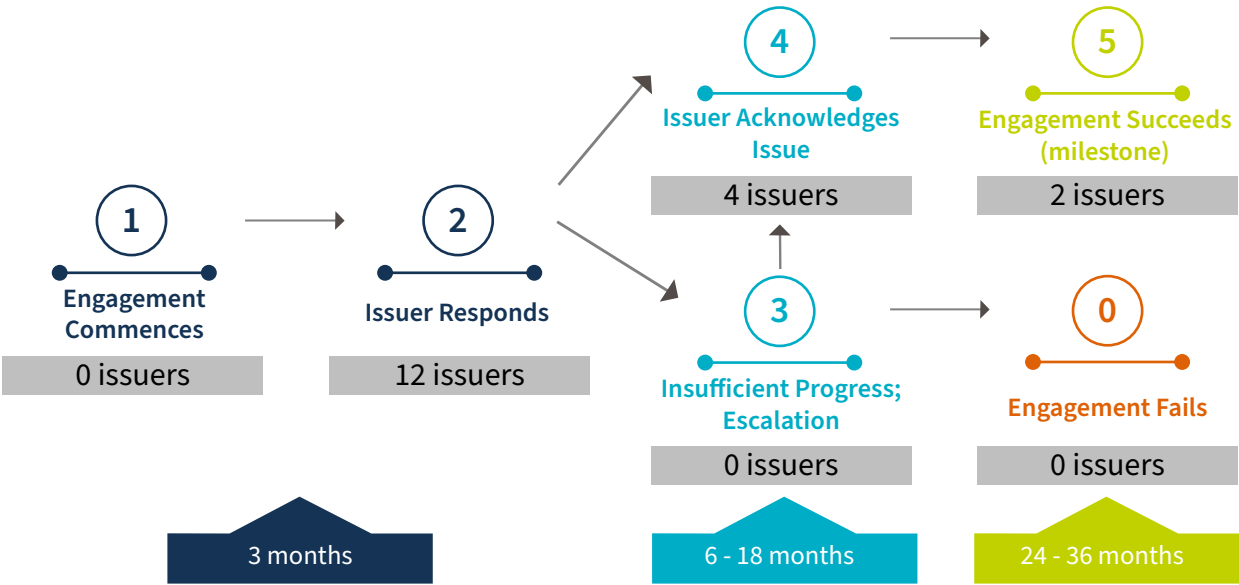 1
Engagement
Commences
0 issuers
2
Issuer Responds
12 issuers
3 months
4
Issuer Acknowledges
Issue
4 issuers
3
Insufficient Progress;
Escalation
0 issuers
6 - 18 months
5
Engagement Succeeds
(milestone)
2 issuers
0
Engagement Fails
0 issuers
24 - 36 months